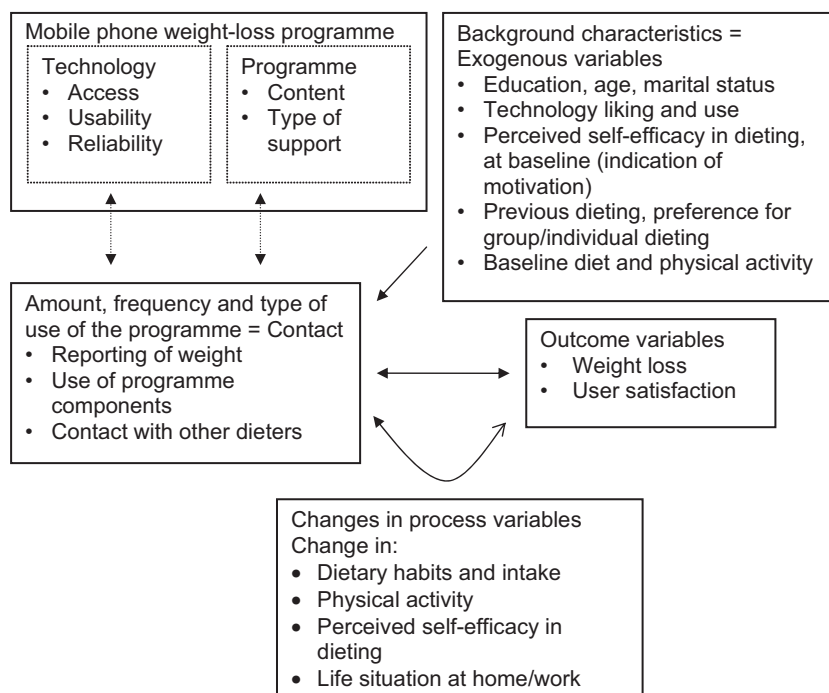 Mobile phone weight-loss programme
Technology
• Access
• Usability
• Reliability
Programme
• Content
• Type of
support
Background characteristics =
Exogenous variables
• Education, age, marital status
• Technology liking and use
• Perceived self-efficacy in dieting,
at baseline (indication of
motivation)
• Previous dieting, preference for
group/individual dieting
• Baseline diet and physical activity
Amount, frequency and type of
use of the programme = Contact
• Reporting of weight
• Use of programme
components
• Contact with other dieters
Outcome variables
• Weight loss
• User satisfaction
Changes in process variables
Change in:
• Dietary habits and intake
• Physical activity
• Perceived self-efficacy in
dieting
• Life situation at home/work